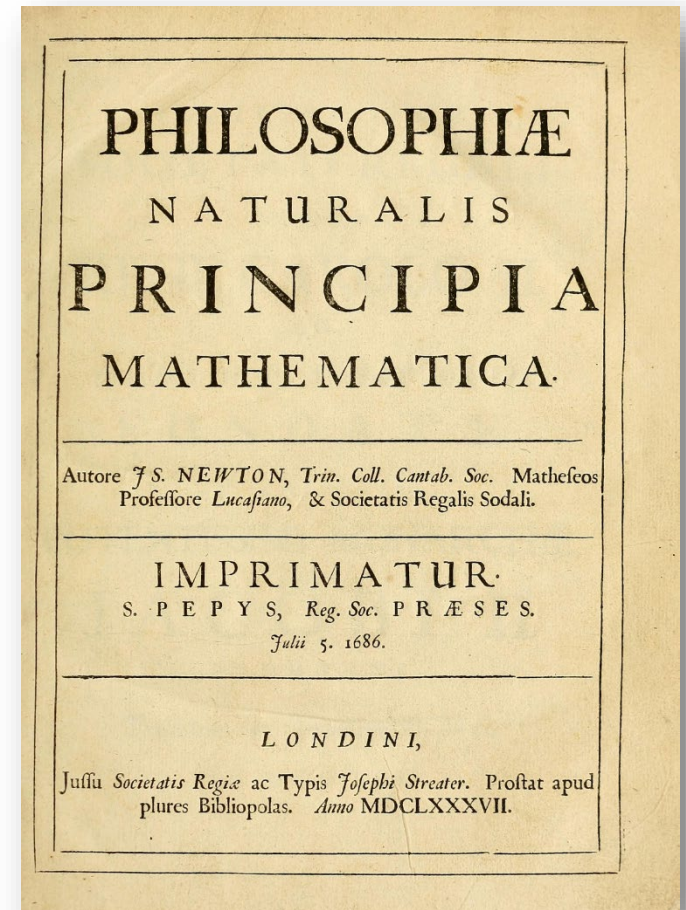 PHILOSOPHIÆ
NATURALIS
PRINCIPIA
MATHEMATICA.
Autore JS. NEWTON, Trin. Coll. Cantab. Soc. Matheſeos
Profeſſore Lucaſiano, & Societatis Regalis Sodali.
IMPRIMATUR.
S. PEPYS, Reg. Soc. PRÆSES.
Julii 5. 1686.
LONDINI,
Juſſu Societatis Regiæ ac Typis Joſephi Streater. Proſtat apud
plures Bibliopolas. Anno MDCLXXXVII.